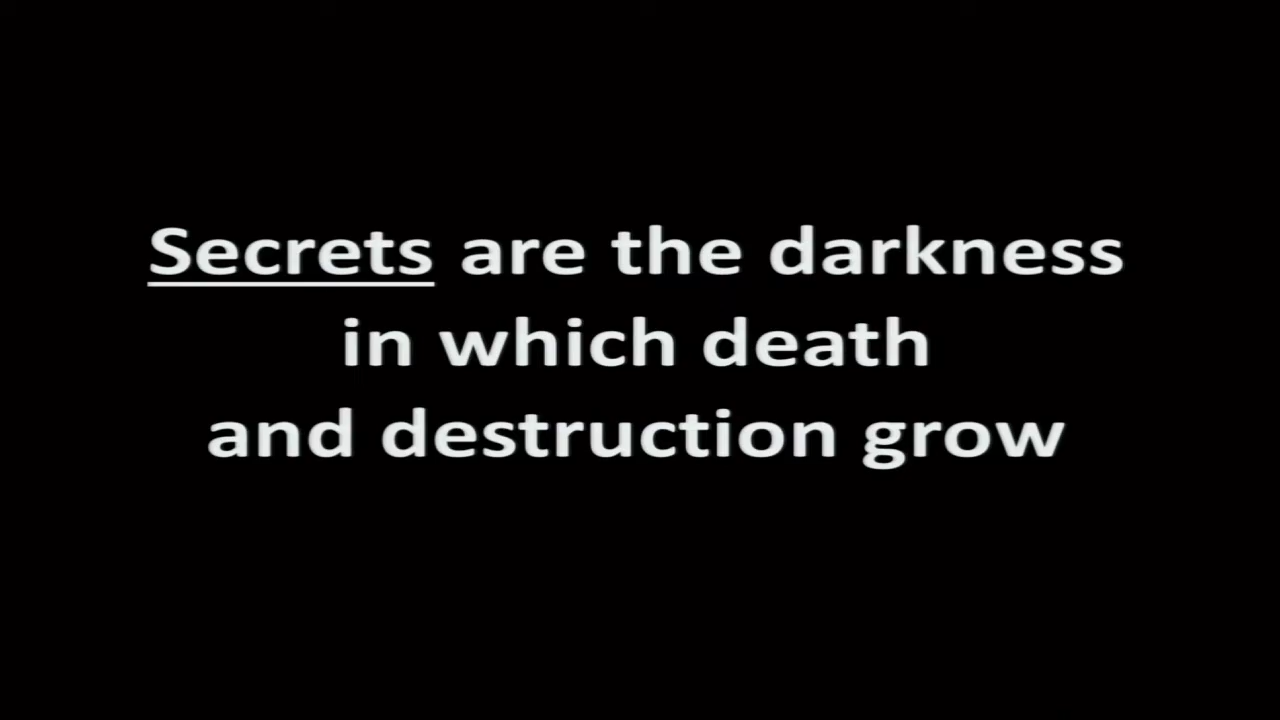 Secrets are the darkness
in which death
and destruction grow